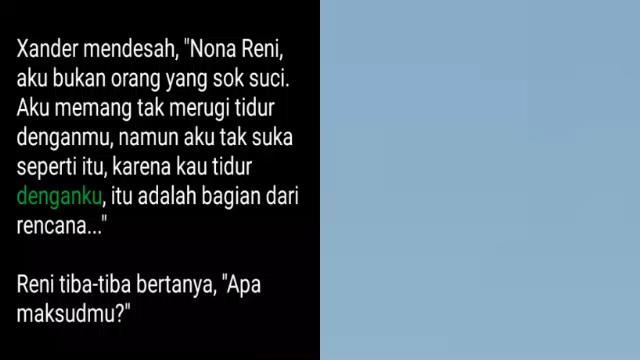 Xander mendesah, "Nona Reni,
aku bukan orang yang sok suci.
Aku memang tak merugi tidur
denganmu, namun aku tak suka
seperti itu, karena kau tidur
denganku, itu adalah bagian dari
rencana..."
Reni tiba-tiba bertanya, "Apa
maksudmu?"